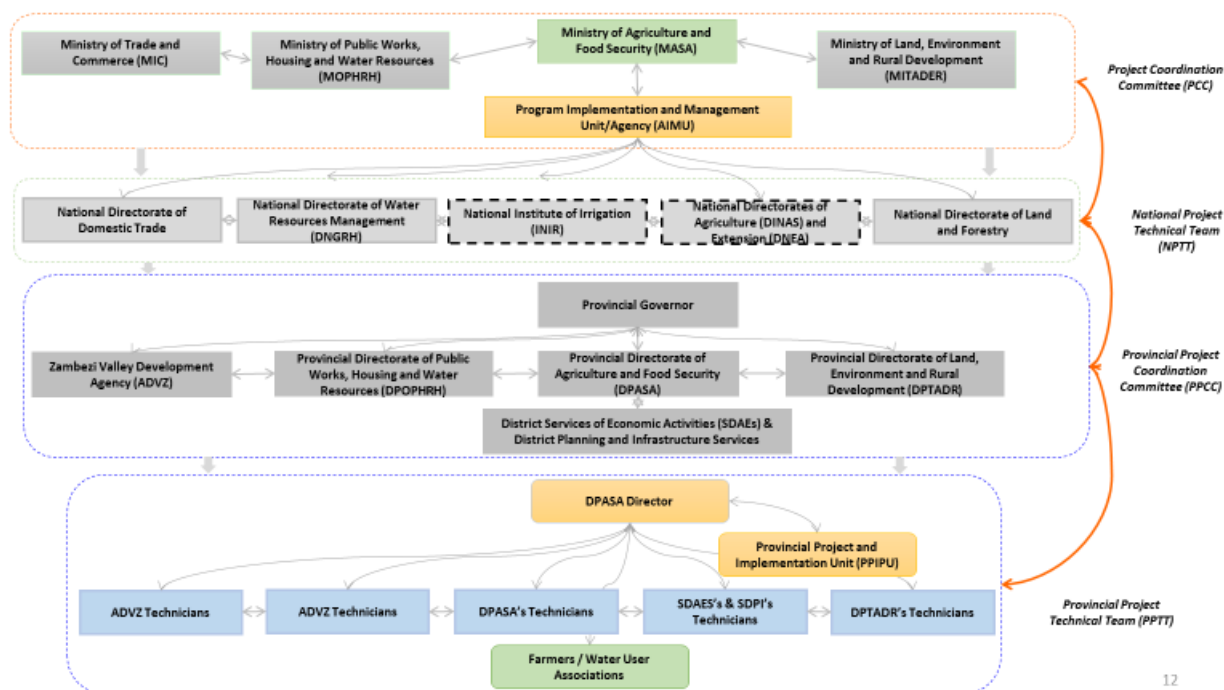 Ministry of Trade and
Commerce (MIC)
Ministry of Public Works,
Housing and Water Resources
(MOPHRH)
Ministry of Agriculture and
Food Security (MASA)
Ministry of Land, Environment
and Rural Development
(MITADER)
Project Coordination
Committee (PCC)
Program Implementation and Management
Unit/Agency (AIMU)
National Directorate of
Domestic Trade
National Directorate of Water
Resources Management
(DNGRH)
National Institute of Irrigation
(INIR)
National Directorates of
Agriculture (DINAS) and
Extension (DNEA)
National Directorate of Land
and Forestry
National Project
Technical Team
(NPTT)
Provincial Governor
Zambezi Valley Development
Agency (ADVZ)
Provincial Directorate of Public
Works, Housing and Water
Resources (DPOPHRH)
Provincial Directorate of
Agriculture and Food Security
(DPASA)
Provincial Directorate of Land,
Environment and Rural
Development (DPTADR)
Provincial Project
Coordination
Committee (PPCC)
District Services of Economic Activities (SDAEs) &
District Planning and Infrastructure Services
DPASA Director
Provincial Project and
Implementation Unit (PPIPU)
ADVZ Technicians
ADVZ Technicians
DPASA's Technicians
SDAES's & SDPI's
Technicians
DPTADR's Technicians
Provincial Project
Technical Team (PPTT)
Farmers / Water User
Associations
12